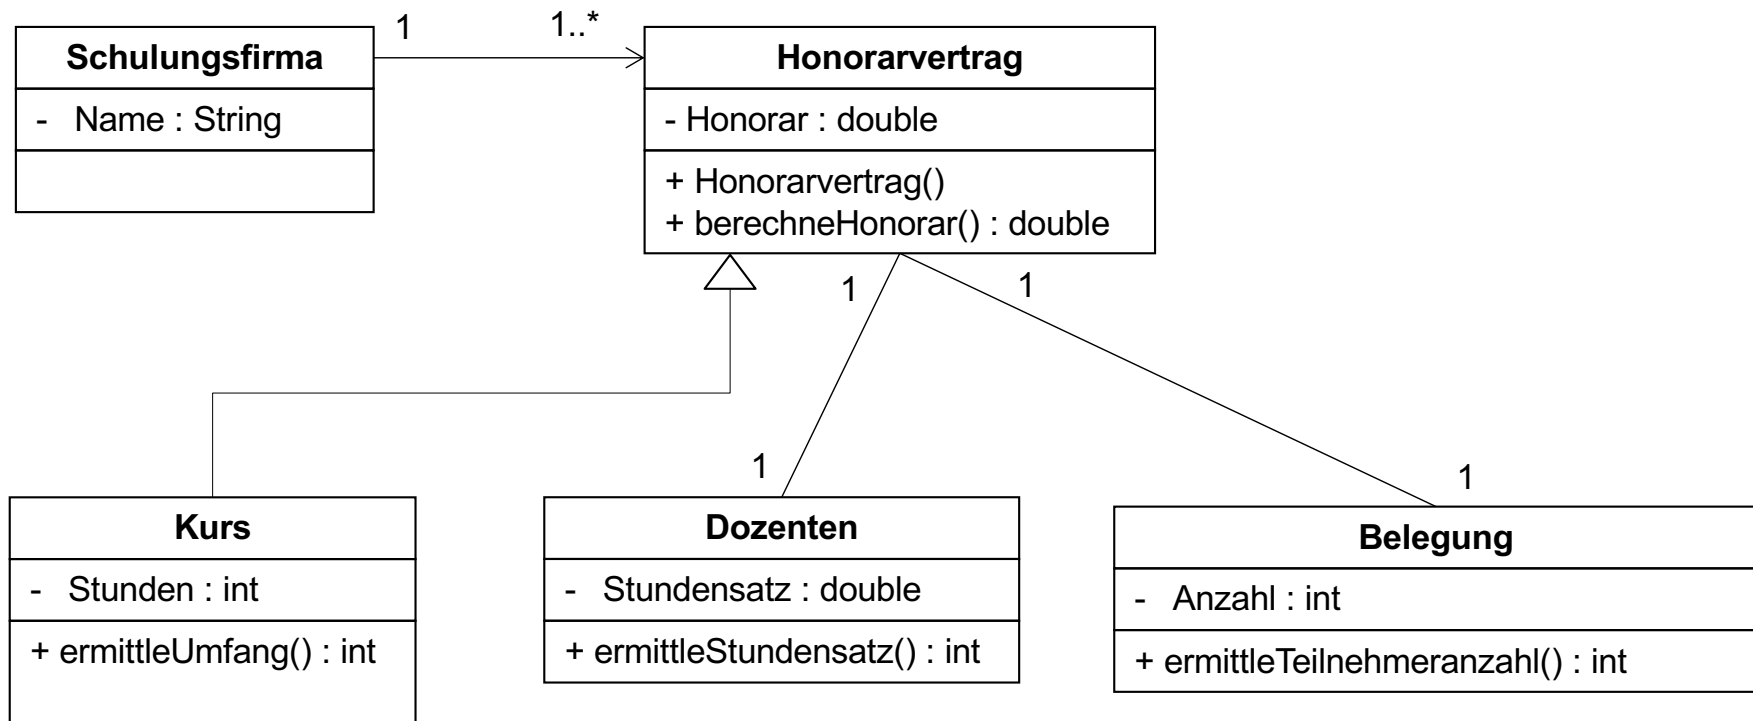 1
1..*
Schulungsfirma
- Name : String
Honorarvertrag
- Honorar : double
+ Honorarvertrag()
+ berechneHonorar() : double
1
1
1
1
Kurs
- Stunden : int
+ ermittleUmfang() : int
Dozenten
- Stundensatz : double
+ ermittleStundensatz() : int
Belegung
- Anzahl : int
+ ermittleTeilnehmeranzahl() : int